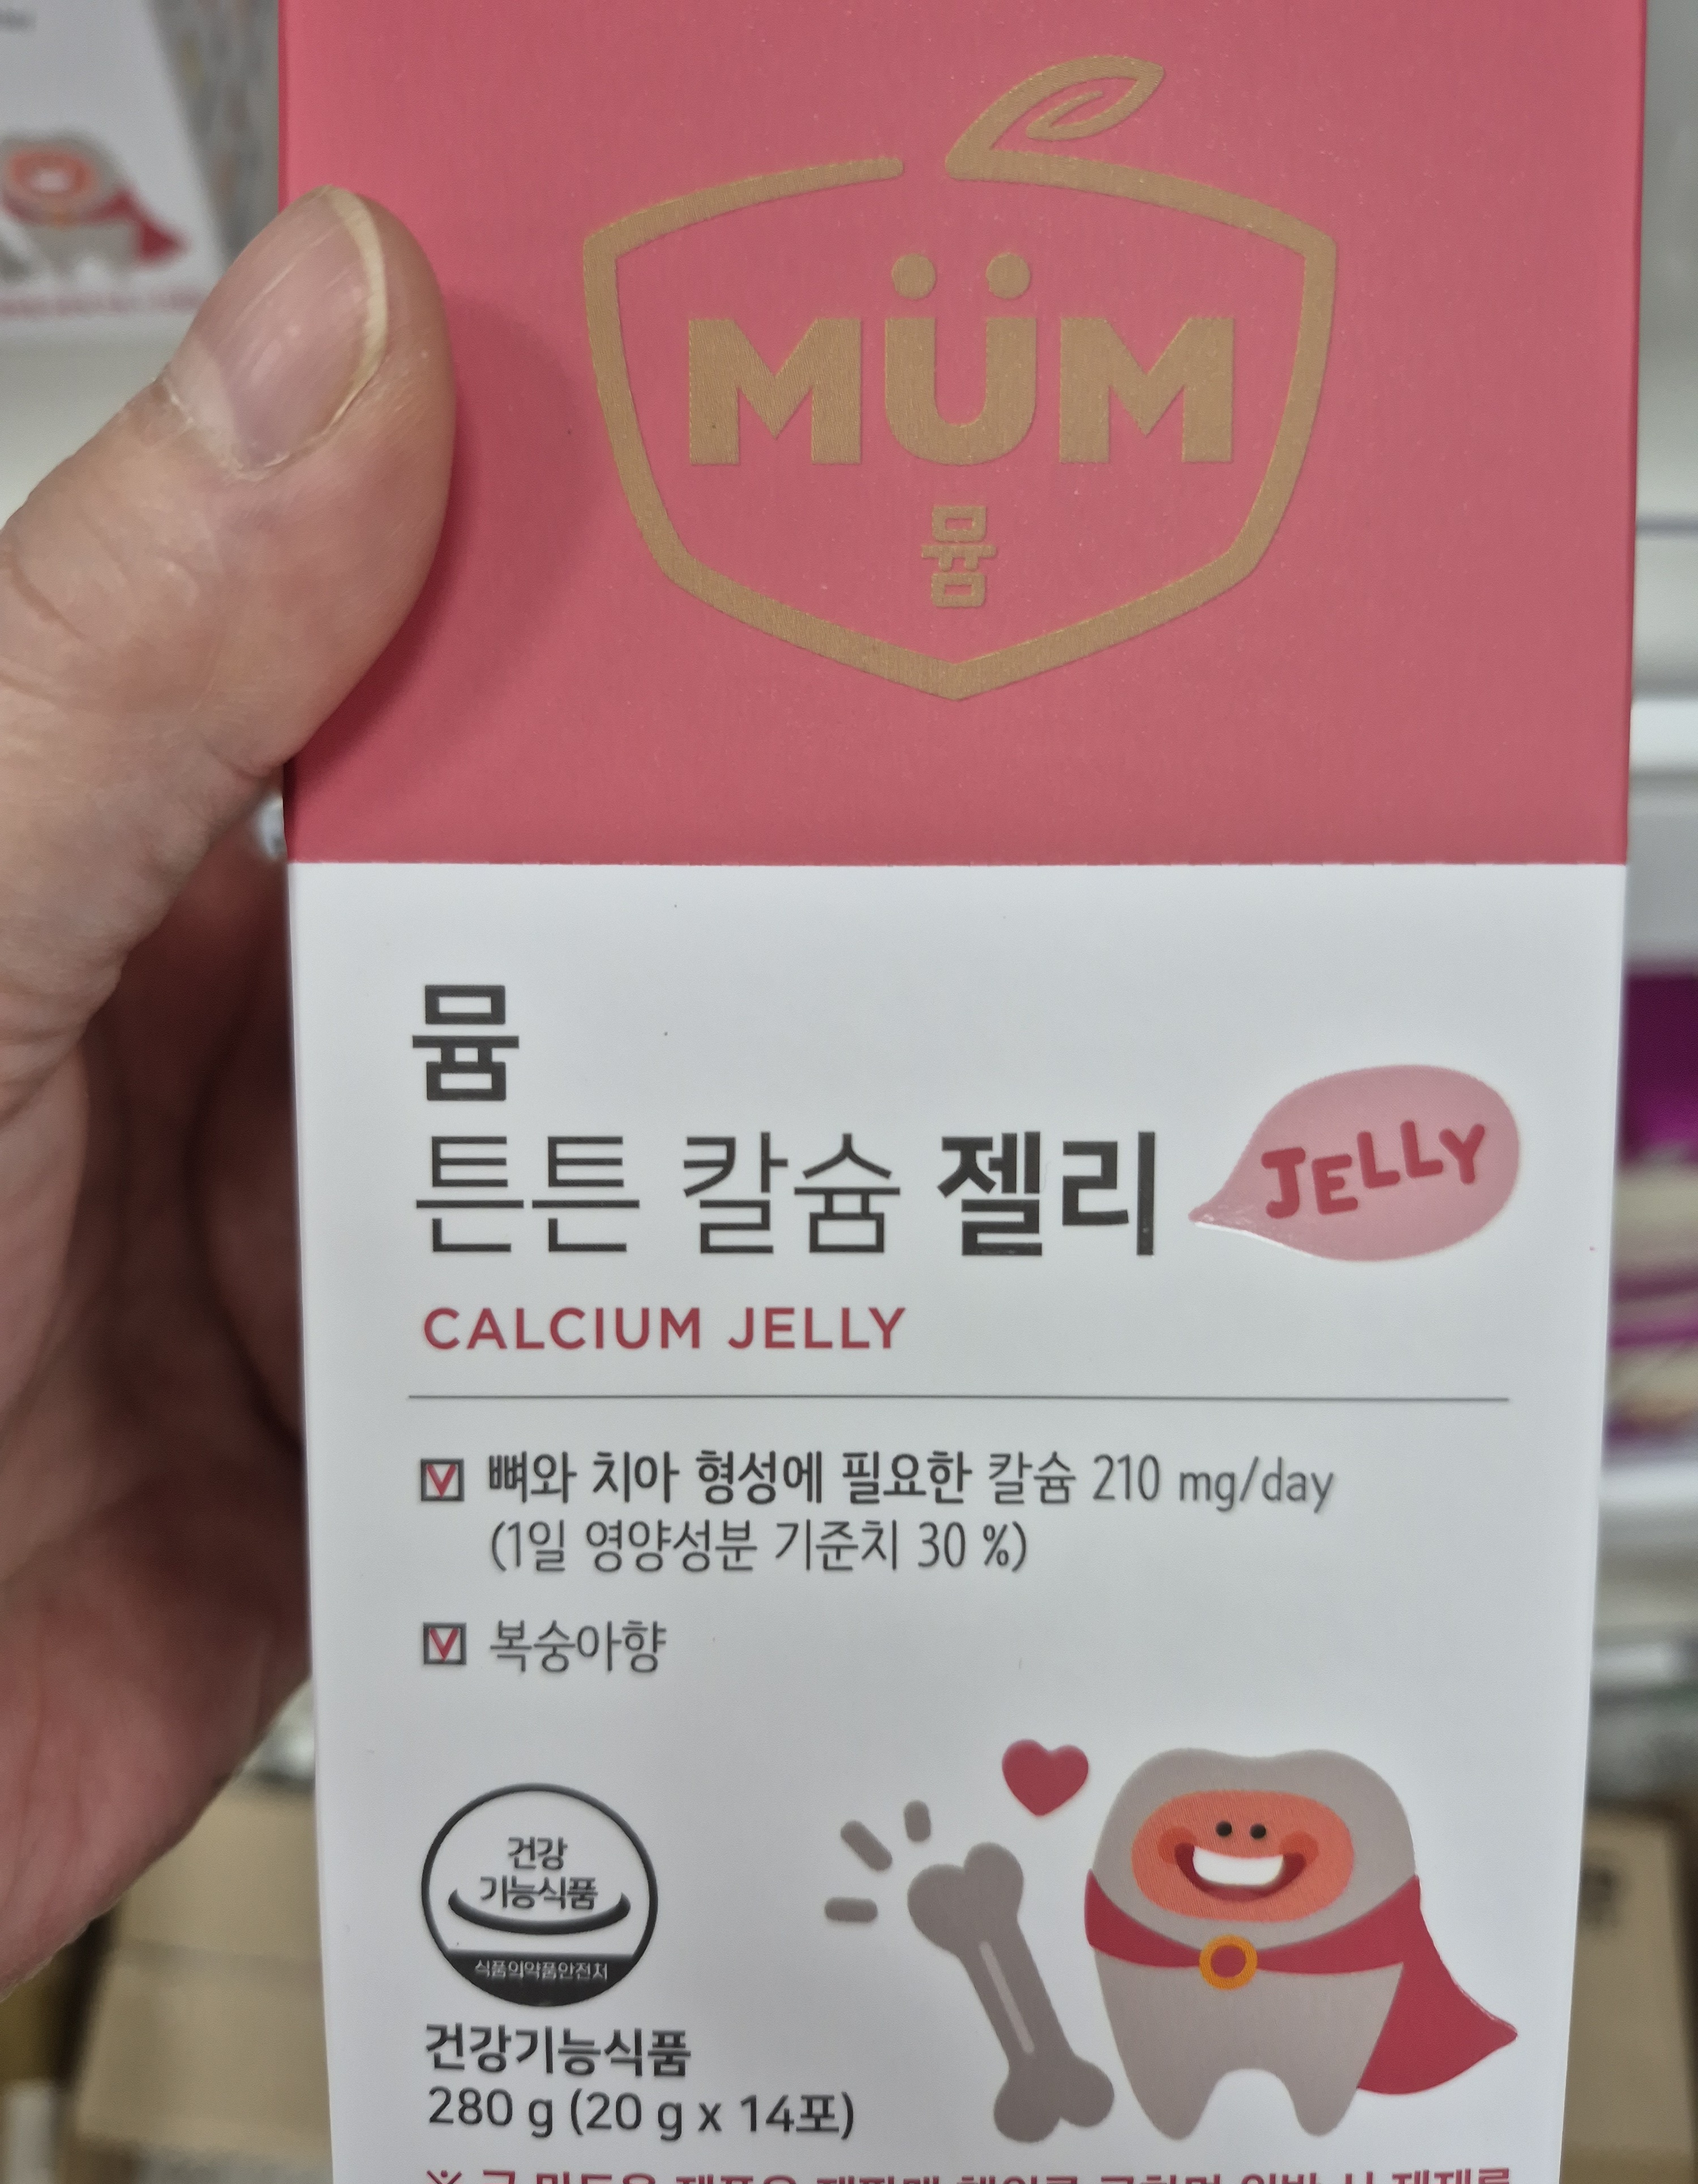 MÜM
뮴
뮴
튼튼 칼슘 젤리
JELLY
CALCIUM JELLY
뼈와 치아 형성에 필요한 칼슘 210 mg/day
(1일 영양성분 기준치 30 %)
복숭아향
건강
기능식품
식품의약품안전처
건강기능식품
280 g (20 g x 14포)